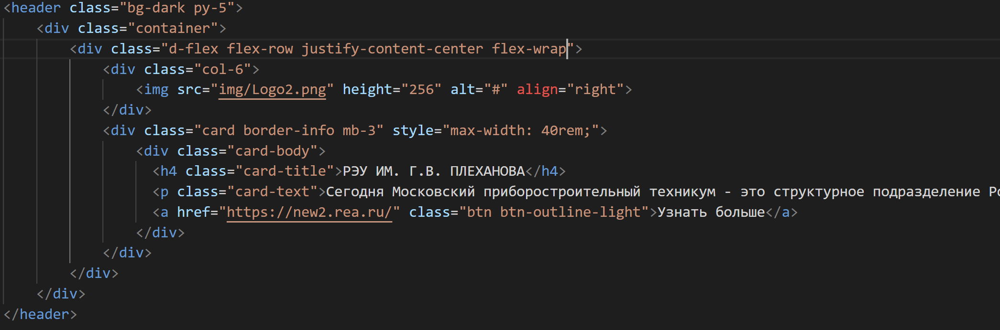 <header class="bg-dark py-5">
<div class="container">
<div class="d-flex flex-row justify-content-center flex-wrap">
<div class="col-6">
<img src="img/Logo2.png" height="256" alt="#" align="right">
</div>
<div class="card border-info mb-3" style="max-width: 40rem;">
<div class="card-body">
<h4 class="card-title">РЭУ ИМ. Г.В. ПЛЕХАНОВА</h4>
<p class="card-text">Сегодня Московский приборостроительный техникум - это структурное подразделение
<a href="https://new2.rea.ru/" class="btn btn-outline-light">Узнать больше</a>
</div>
</div>
</div>
</div>
</header>